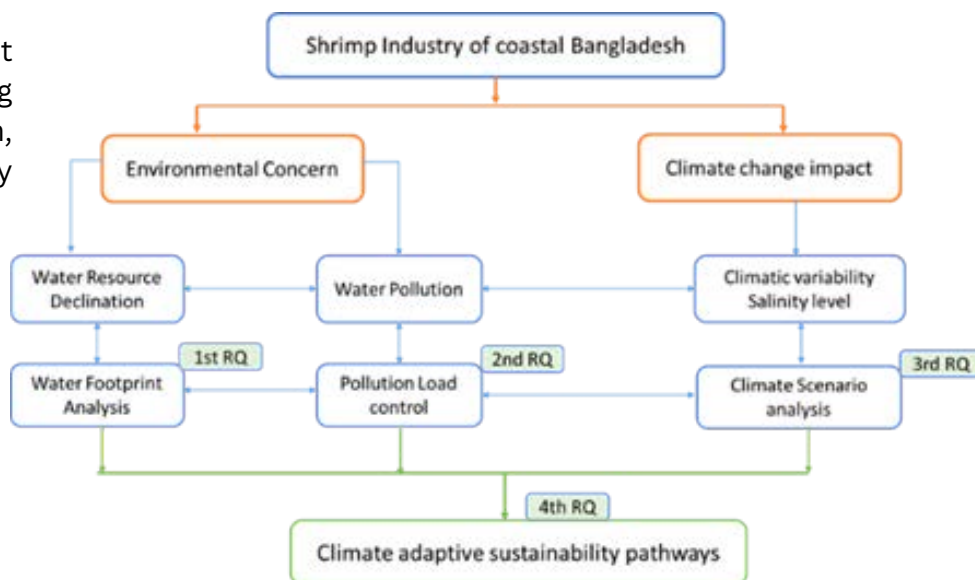 t
g
,
y
Shrimp Industry of coastal Bangladesh
Environmental Concern
Climate change impact
Water Resource
Declination
Water Pollution
Climatic variability
Salinity level
1st RQ
2nd RQ
3rd RQ
Water Footprint
Analysis
Pollution Load
control
Climate Scenario
analysis
4th RQ
Climate adaptive sustainability pathways